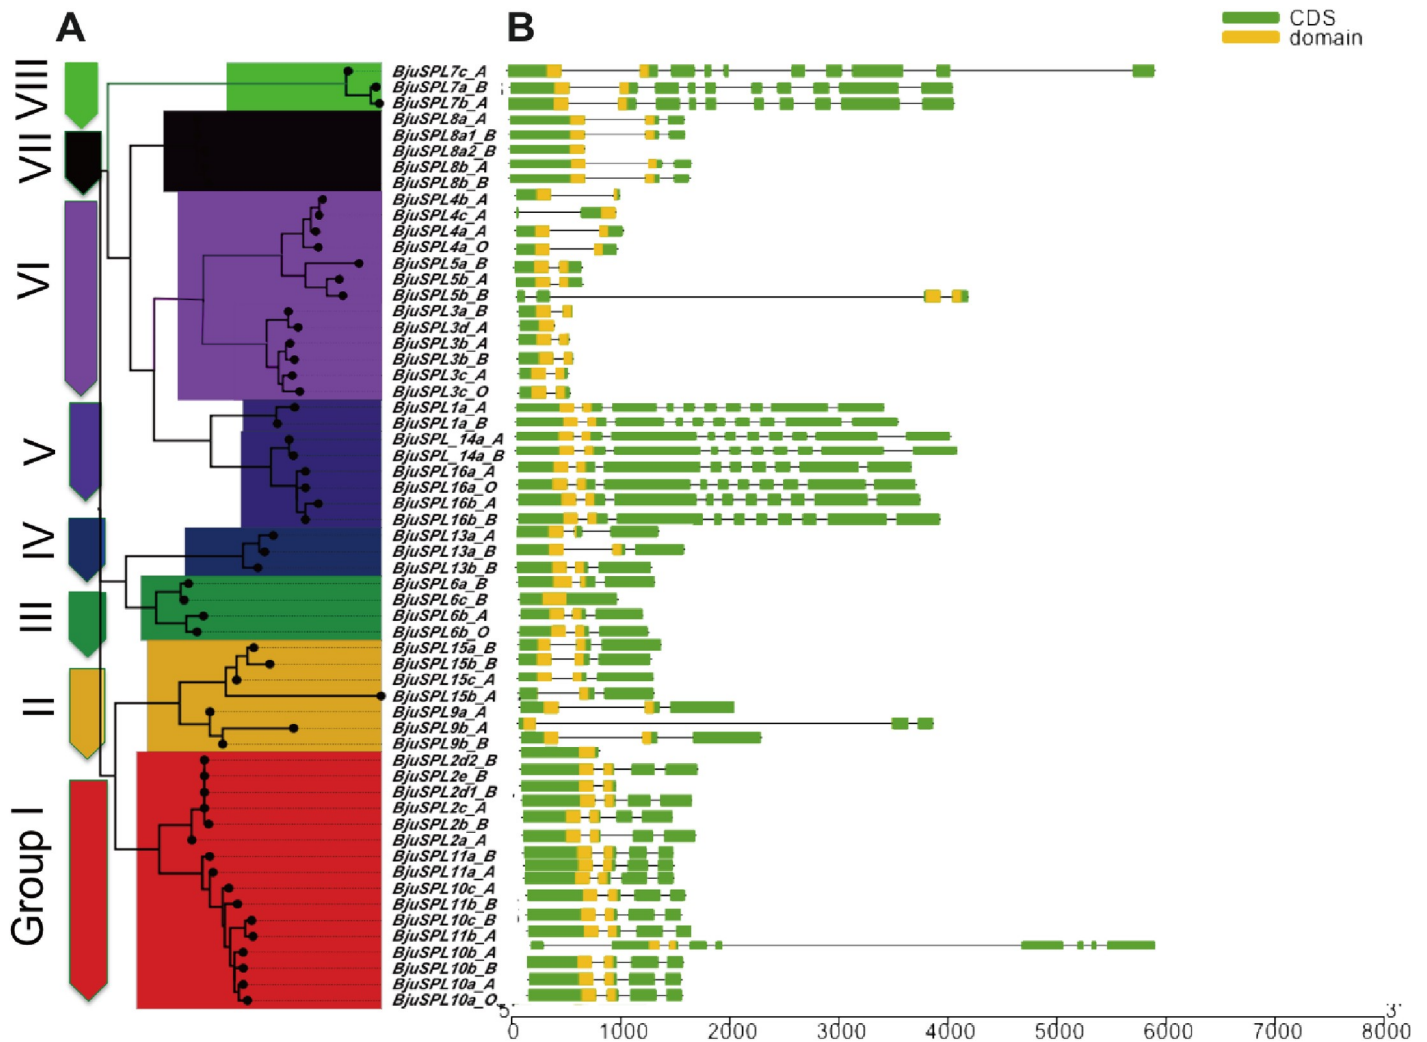 A
B
CDS
domain
VIII
VII
VI
V
IV
III
II
Group I
BjuSPL7c_A
BjuSPL7a_B
BjuSPL7b_A
BjuSPL8a_A
BjuSPL8a1_B
BjuSPL8a2_B
BjuSPL8b_A
BjuSPL8b_B
BjuSPL4b_A
BjuSPL4c_A
BjuSPL4a_A
BjuSPL4a_O
BjuSPL5a_B
BjuSPL5b_A
BjuSPL5b_B
BjuSPL3a_B
BjuSPL3d_A
BjuSPL3b_A
BjuSPL3b_B
BjuSPL3c_A
BjuSPL3c_O
BjuSPL1a_A
BjuSPL1a_B
BjuSPL_14a_A
BjuSPL_14a_B
BjuSPL16a_A
BjuSPL16a_O
BjuSPL16b_A
BjuSPL16b_B
BjuSPL13a_A
BjuSPL13a_B
BjuSPL13b_B
BjuSPL6a_B
BjuSPL6c_B
BjuSPL6b_A
BjuSPL6b_O
BjuSPL15a_B
BjuSPL15b_B
BjuSPL15c_A
BjuSPL15b_A
BjuSPL9a_A
BjuSPL9b_A
BjuSPL9b_B
BjuSPL2d2_B
BjuSPL2e_B
BjuSPL2d1_B
BjuSPL2c_A
BjuSPL2b_B
BjuSPL2a_A
BjuSPL11a_B
BjuSPL11a_A
BjuSPL10c_A
BjuSPL11b_B
BjuSPL10c_B
BjuSPL11b_A
BjuSPL10b_A
BjuSPL10b_B
BjuSPL10a_A
BjuSPL10a_O
5' 3'
0 1000 2000 3000 4000 5000 6000 7000 8000